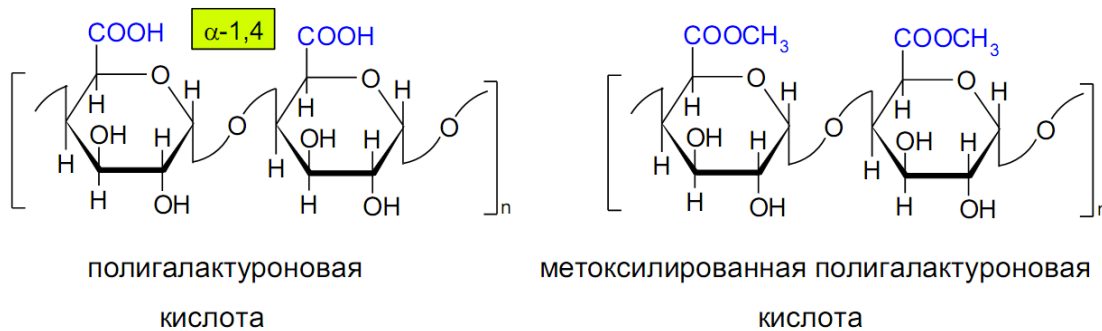 COOH α-1,4 COOH COOCH3 COOCH3
H O H H O H H O H H O H
OH H O OH H O OH H O OH H O
H H H H
H OH H OH n H OH H OH n
полигалактуроновая метоксилированная полигалактуроновая
кислота кислота